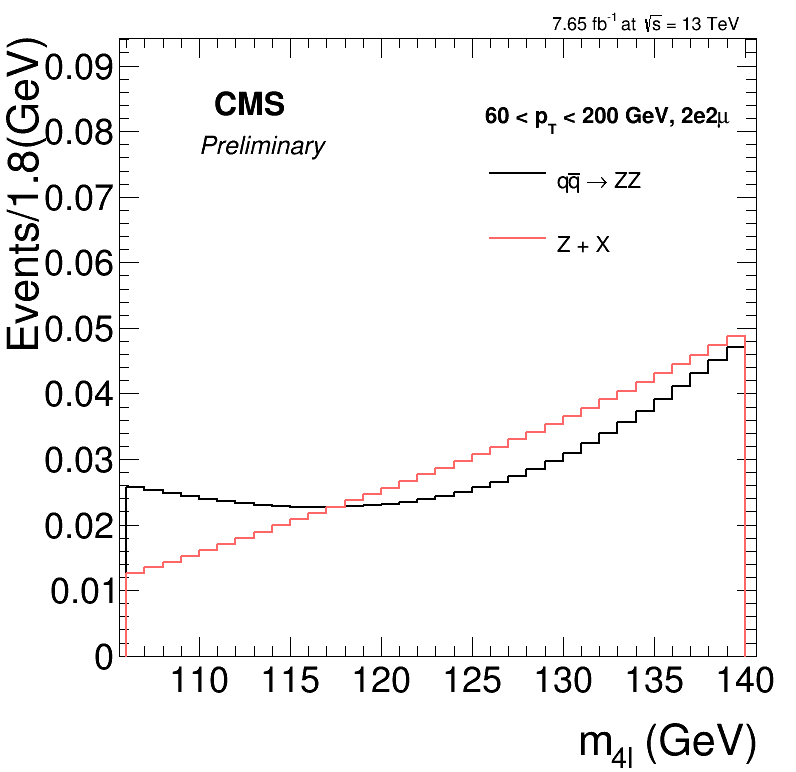 7.65 fb⁻¹ at √s = 13 TeV
Events/1.8(GeV)
CMS
Preliminary
60 < p_T < 200 GeV, 2e2μ
qq̅ → ZZ
Z + X
0.09
0.08
0.07
0.06
0.05
0.04
0.03
0.02
0.01
0
110 115 120 125 130 135 140
m_4l (GeV)